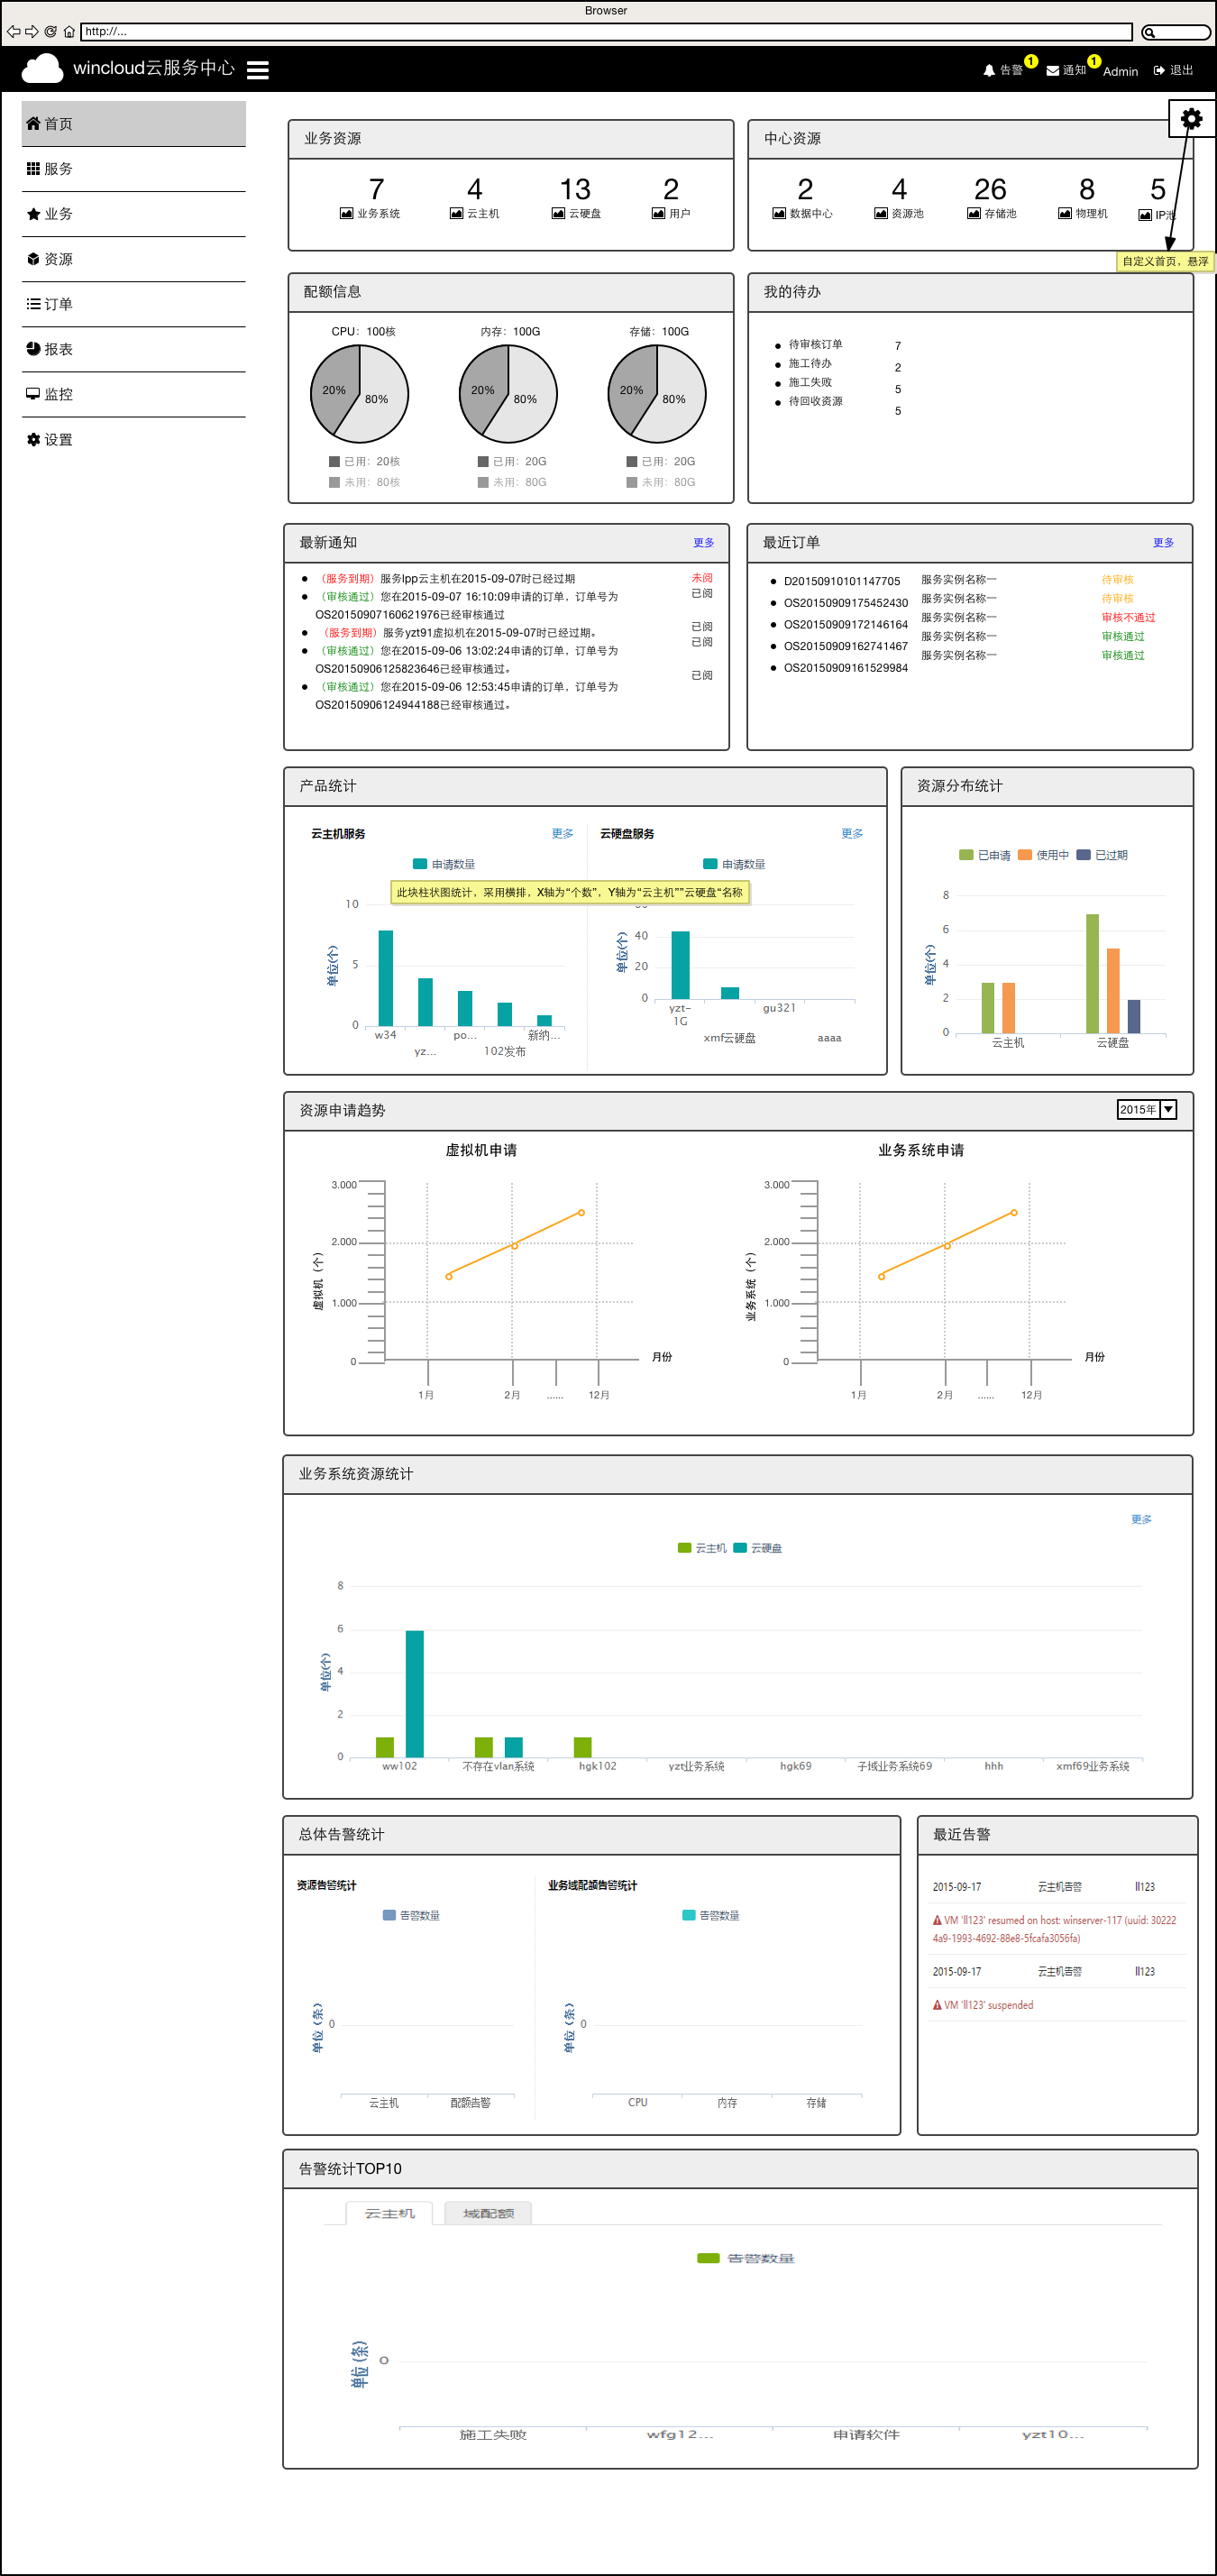 Browser
http://...
wincloud云服务中心
告警 1
通知 1
Admin
退出
首页
服务
业务
资源
订单
报表
监控
设置
业务资源
7 4 13 2
业务系统 云主机 云硬盘 用户
中心资源
2 4 26 8 5
数据中心 资源池 存储池 物理机 IP池
自定义首页，悬浮
配额信息
CPU：100核 内存：100G 存储：100G
20% 80% 20% 80% 20% 80%
已用：20核 已用：20G 已用：20G
未用：80核 未用：80G 未用：80G
我的待办
待审核订单 7
施工待办 2
施工失败 5
待回收资源 5
最新通知 更多
（服务到期）服务lpp云主机在2015-09-07时已经过期 未阅
（审核通过）您在2015-09-07 16:10:09申请的订单，订单号为 已阅
OS20150907160621976已经审核通过
（服务到期）服务yzt91虚拟机在2015-09-07时已经过期。 已阅
（审核通过）您在2015-09-06 13:02:24申请的订单，订单号为 已阅
OS20150906125823646已经审核通过。
（审核通过）您在2015-09-06 12:53:45申请的订单，订单号为 已阅
OS20150906124944188已经审核通过。
最近订单 更多
D20150910101147705 服务实例名称一 待审核
OS20150909175452430 服务实例名称一 待审核
OS20150909172146164 服务实例名称一 审核不通过
OS20150909162741467 服务实例名称一 审核通过
OS20150909161529984 服务实例名称一 审核通过
产品统计
云主机服务 更多
申请数量
此块柱状图统计，采用横排，X轴为“个数”，Y轴为“云主机””云硬盘“名称
10
5
0
单位(个)
w34 po... 新纳...
yz... 102发布
云硬盘服务 更多
申请数量
40
20
0
单位(个)
yzt-
1G
gu321
xmf云硬盘 aaaa
资源分布统计
已申请 使用中 已过期
8
6
4
2
0
单位(个)
云主机 云硬盘
资源申请趋势 2015年
虚拟机申请
3.000
2.000
1.000
0
虚拟机（个）
月份
1月 2月 ...... 12月
业务系统申请
3.000
2.000
1.000
0
业务系统（个）
月份
1月 2月 ...... 12月
业务系统资源统计
更多
云主机 云硬盘
8
6
4
2
0
单位(个)
ww102 不存在vlan系统 hgk102 yzt业务系统 hgk69 子域业务系统69 hhh xmf69业务系统
总体告警统计
资源告警统计
告警数量
单位（条）
0
云主机 配额告警
业务域配额告警统计
告警数量
单位（条）
0
CPU 内存 存储
最近告警
2015-09-17 云主机告警 ll123
VM 'll123' resumed on host: winserver-117 (uuid: 30222
4a9-1993-4692-88e8-5fcafa3056fa)
2015-09-17 云主机告警 ll123
VM 'll123' suspended
告警统计TOP10
云主机 域配额
告警数量
单位（条）
0
施工失败 wfg12... 申请软件 yzt10...